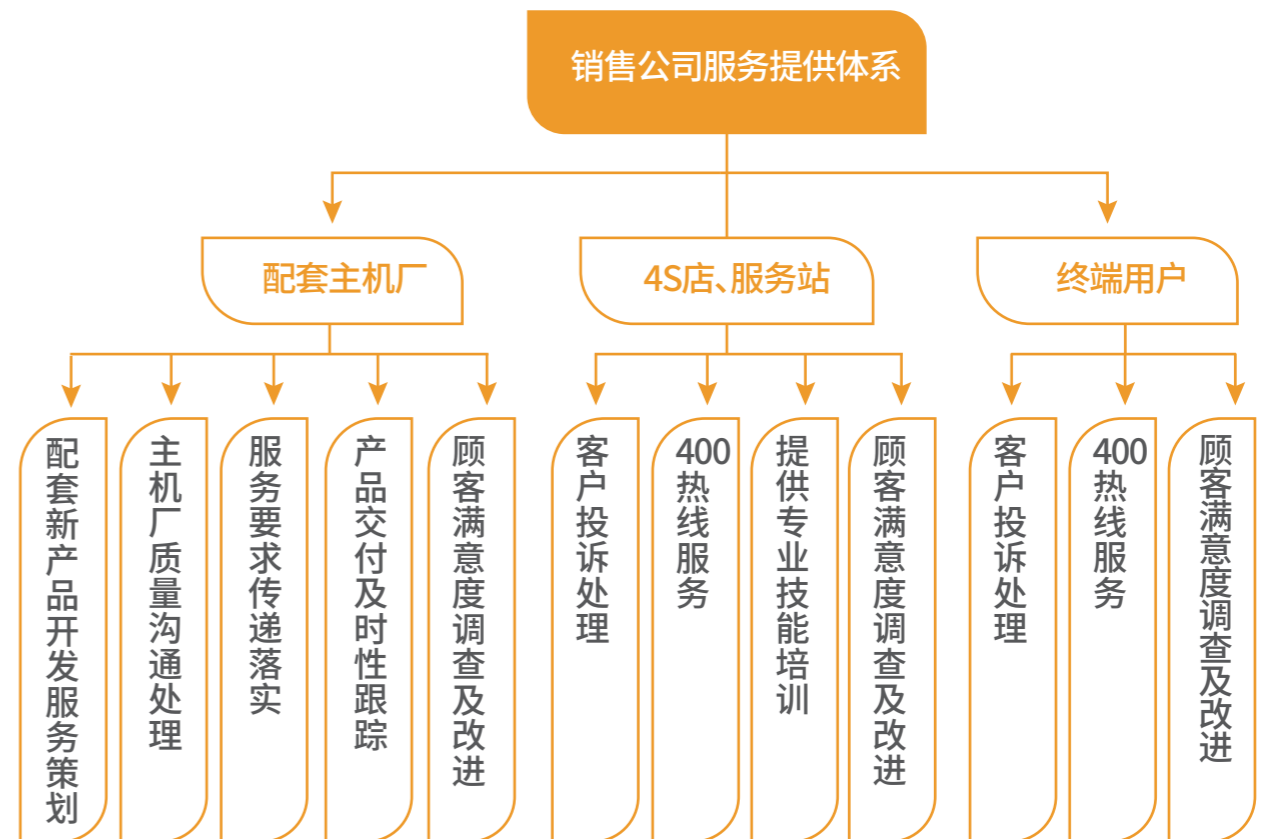 销售公司服务提供体系
配套主机厂
4S店、服务站
终端用户
配套新产品开发服务策划
主机厂质量沟通处理
服务要求传递落实
产品交付及时性跟踪
顾客满意度调查及改进
客户投诉处理
400热线服务
提供专业技能培训
顾客满意度调查及改进
客户投诉处理
400热线服务
顾客满意度调查及改进